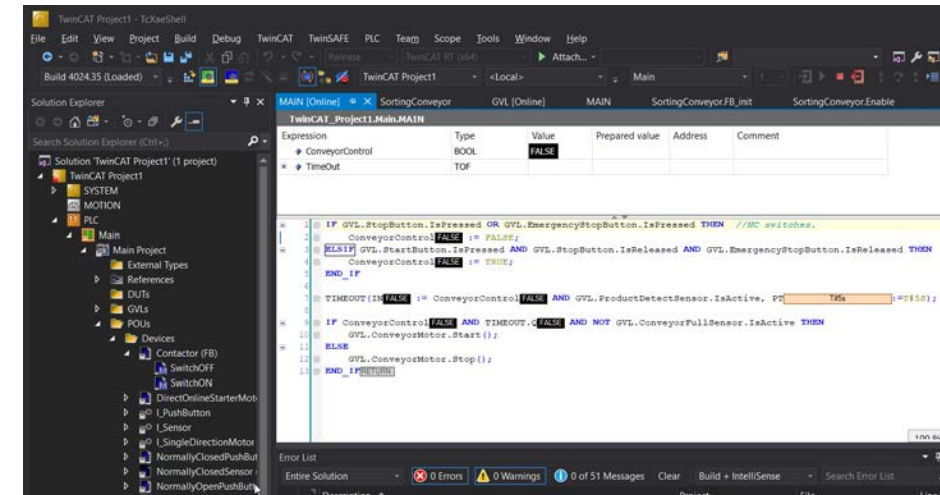 TwinCAT Project1 - TcXaeShell
File Edit View Project Build Debug TwinCAT TwinSAFE PLC Team Scope Tools Window Help
Release TwinCAT RT (x64) Attach...
Build 4024.35 (Loaded) TwinCAT Project1 <Local> Main
Solution Explorer
Search Solution Explorer (Ctrl+;)
Solution 'TwinCAT Project1' (1 project)
TwinCAT Project1
SYSTEM
MOTION
PLC
Main
Main Project
External Types
References
DUTs
GVLs
POUs
Devices
Contactor (FB)
SwitchOFF
SwitchON
DirectOnlineStarterMot
I_PushButton
I_Sensor
I_SingleDirectionMotor
NormallyClosedPushBut
NormallyClosedSensor
NormallyOpenPushButt
MAIN [Online] SortingConveyor GVL [Online] MAIN SortingConveyor.FB_init SortingConveyor.Enable
TwinCAT_Project1.Main.MAIN
Expression Type Value Prepared value Address Comment
ConveyorControl BOOL FALSE
TimeOut TOF
1 IF GVL.StopButton.IsPressed OR GVL.EmergencyStopButton.IsPressed THEN //NC switches.
2 ConveyorControl FALSE := FALSE;
3 ELSIF GVL.StartButton.IsPressed AND GVL.StopButton.IsReleased AND GVL.EmergencyStopButton.IsReleased THEN
4 ConveyorControl FALSE := TRUE;
5 END_IF
7 TIMEOUT(IN FALSE := ConveyorControl FALSE AND GVL.ProductDetectSensor.IsActive, PT T#5s :=T#5S);
8
9 IF ConveyorControl FALSE AND TIMEOUT.Q FALSE AND NOT GVL.ConveyorFullSensor.IsActive THEN
10 GVL.ConveyorMotor.Start();
11 ELSE
12 GVL.ConveyorMotor.Stop();
13 END_IF RETURN
100 %
Error List
Entire Solution 0 Errors 0 Warnings 0 of 51 Messages Clear Build + IntelliSense Search Error List
Description Project File Line